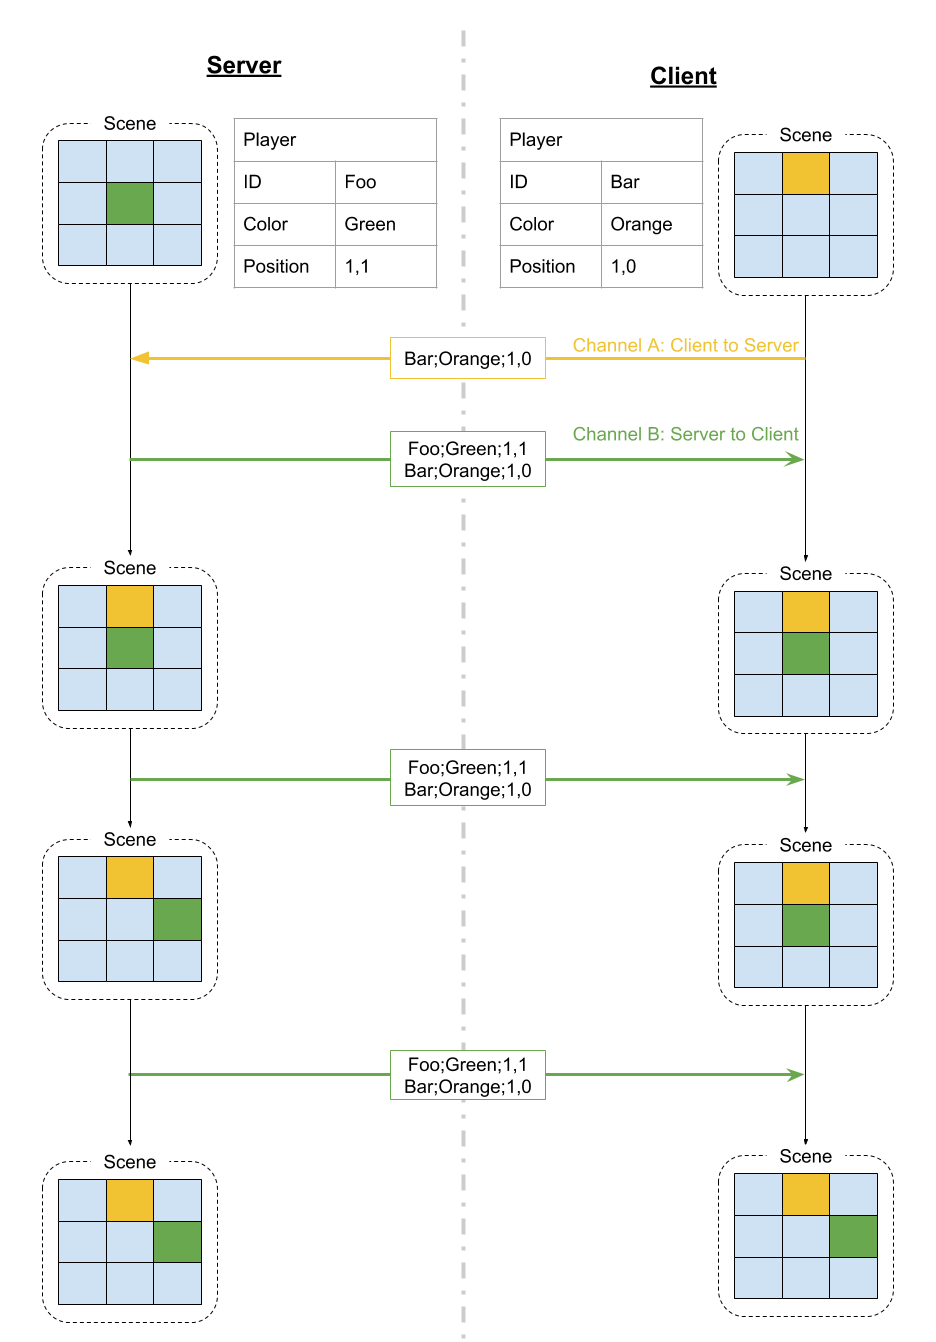 Server
Client
Scene
Player
ID Foo
Color Green
Position 1,1
Player
ID Bar
Color Orange
Position 1,0
Scene
Channel A: Client to Server
Bar;Orange;1,0
Channel B: Server to Client
Foo;Green;1,1
Bar;Orange;1,0
Scene
Scene
Foo;Green;1,1
Bar;Orange;1,0
Scene
Scene
Foo;Green;1,1
Bar;Orange;1,0
Scene
Scene